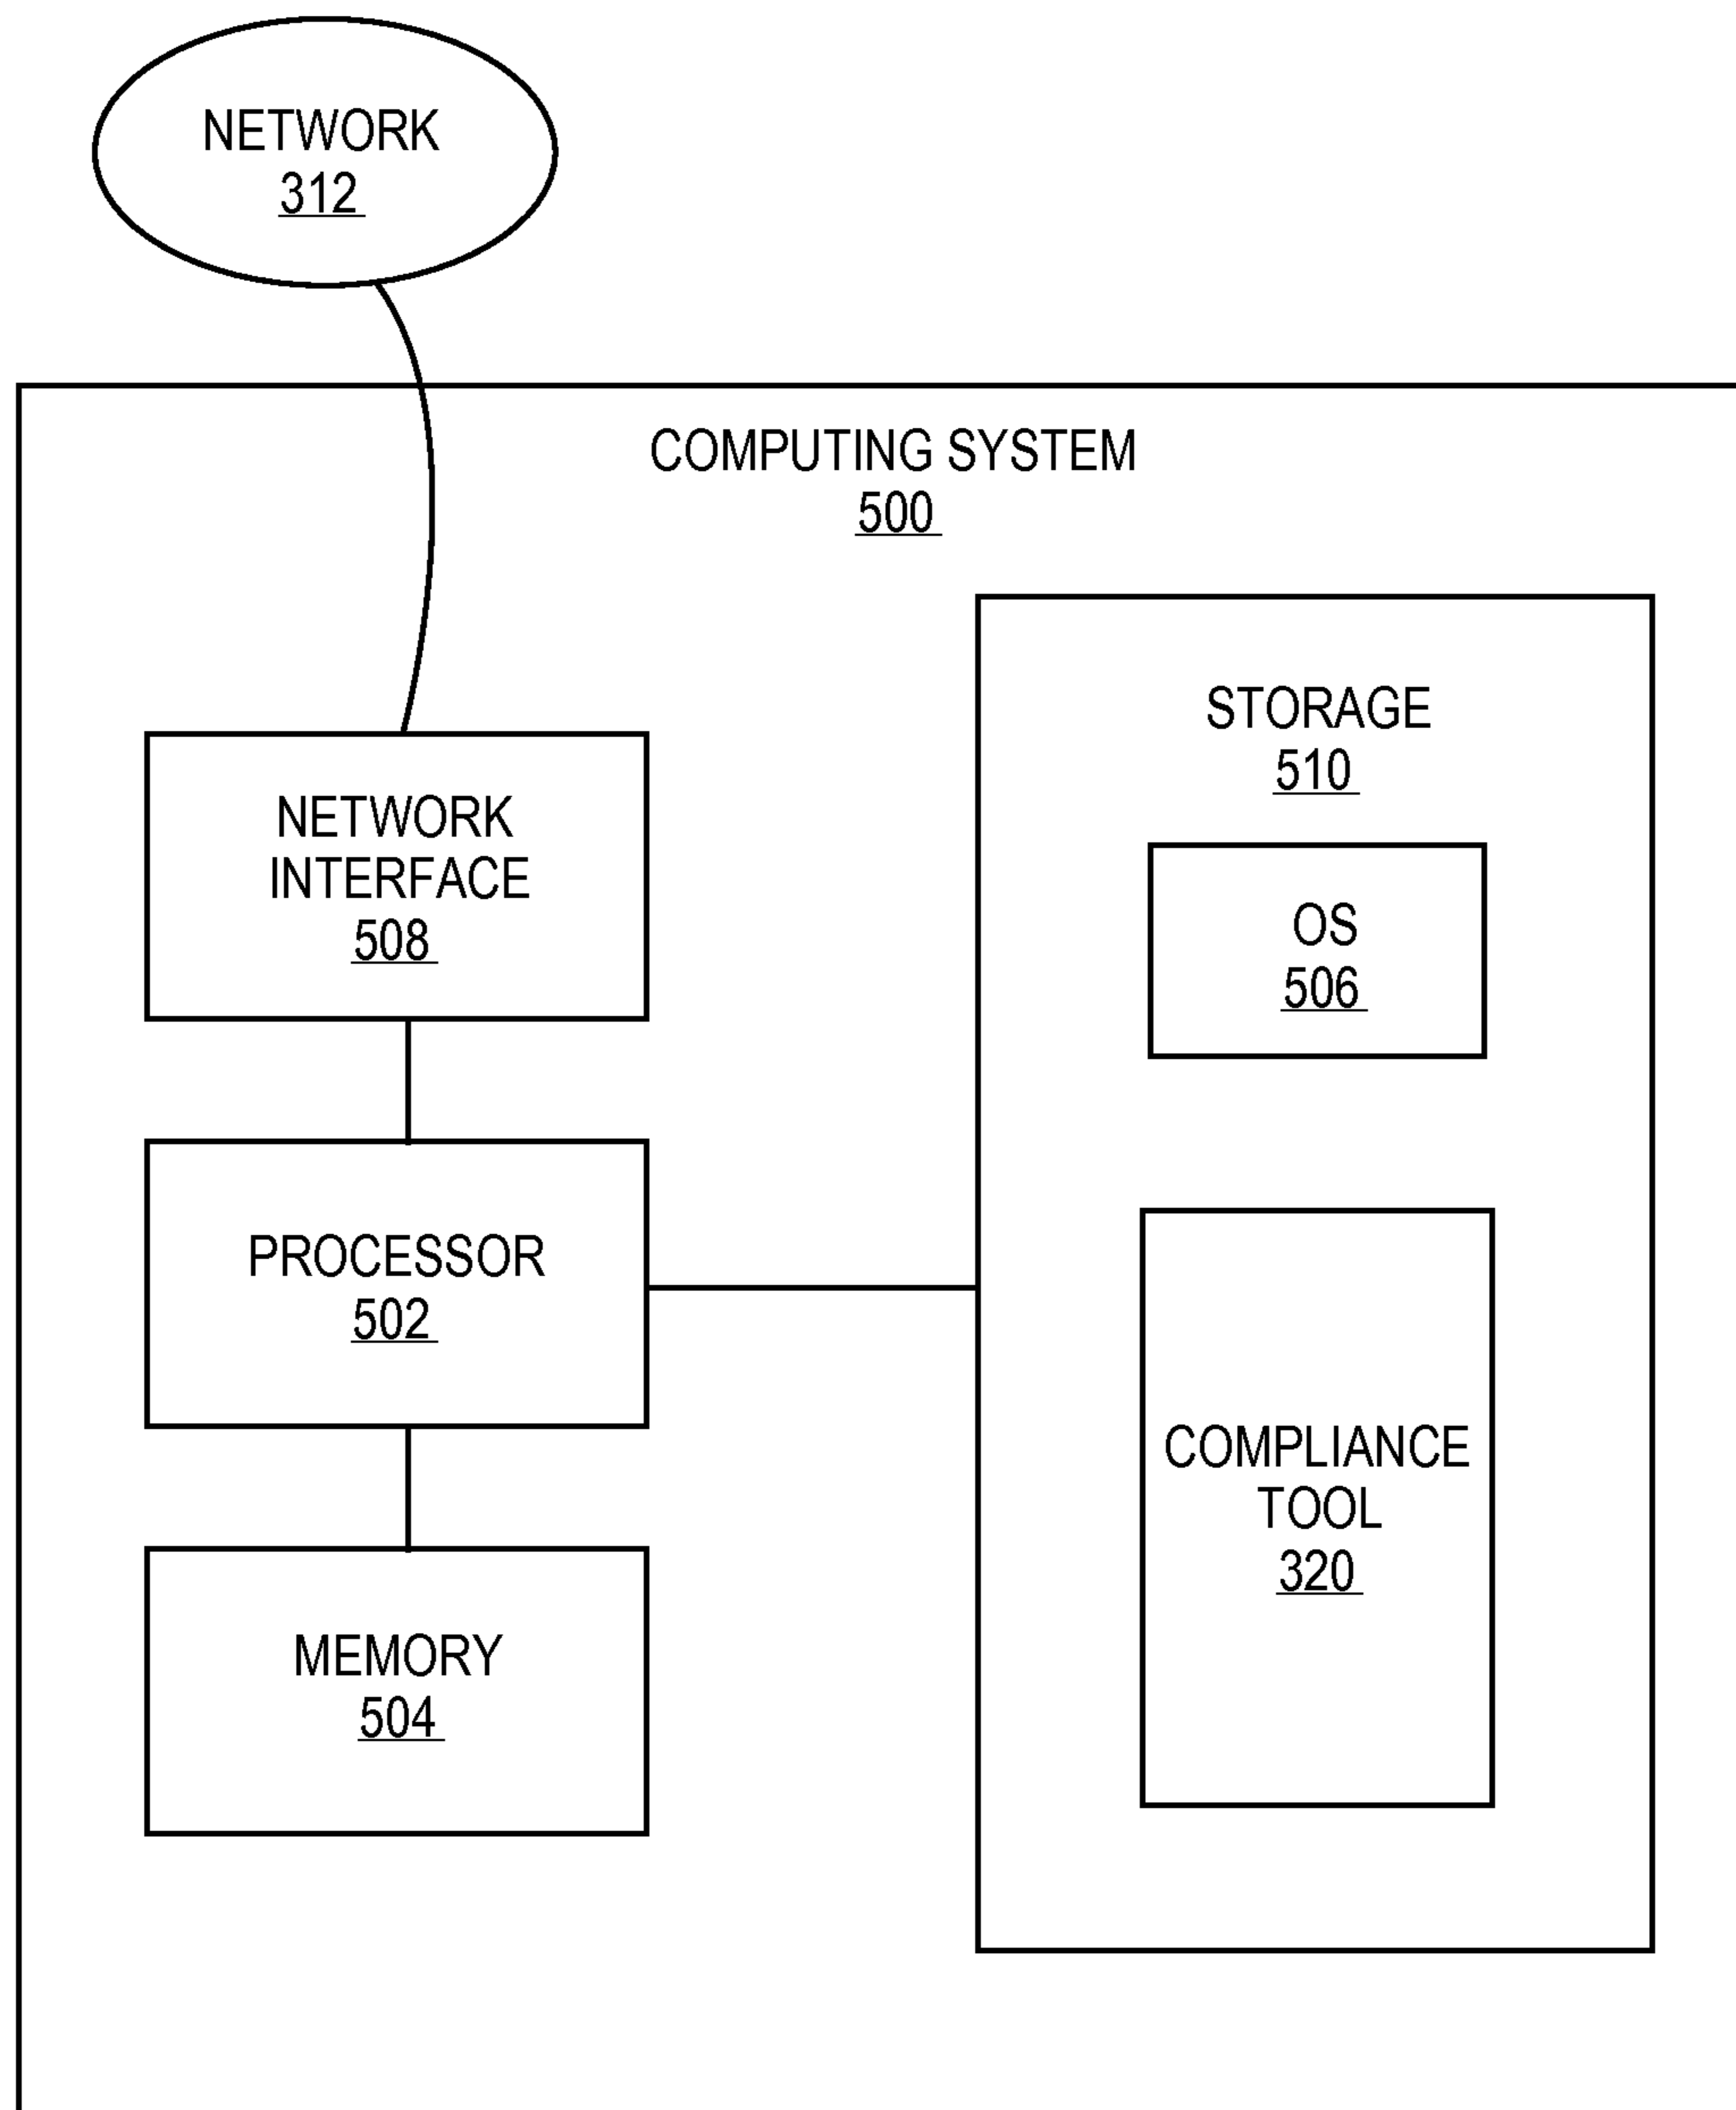 NETWORK
312
COMPUTING SYSTEM
500
NETWORK
INTERFACE
508
PROCESSOR
502
MEMORY
504
STORAGE
510
OS
506
COMPLIANCE
TOOL
320